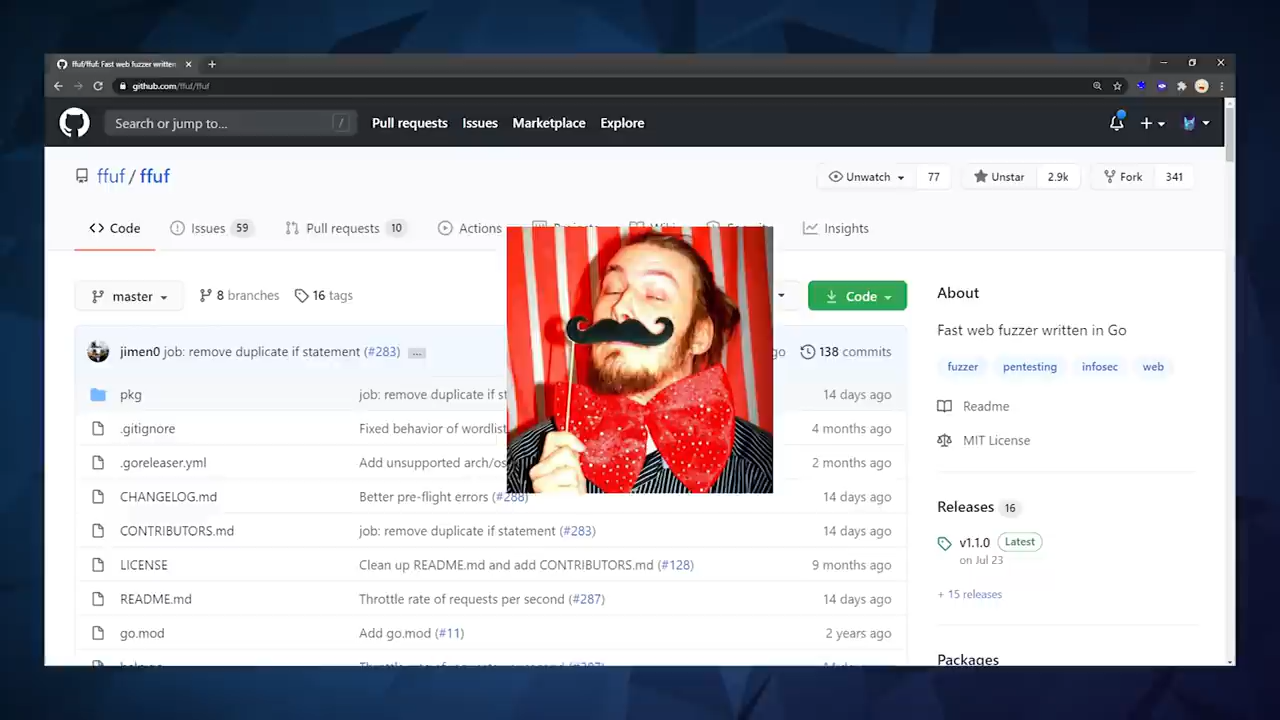 ffuf/ffuf: Fast web fuzzer written
github.com/ffuf/ffuf
Search or jump to... /
Pull requests Issues Marketplace Explore
ffuf / ffuf
Unwatch 77 Unstar 2.9k Fork 341
Code Issues 59 Pull requests 10 Actions Insights
master 8 branches 16 tags Code
About
Fast web fuzzer written in Go
jimen0 job: remove duplicate if statement (#283) ... go 138 commits
fuzzer pentesting infosec web
pkg job: remove duplicate if st 14 days ago
Readme
.gitignore Fixed behavior of wordlis 4 months ago
MIT License
.goreleaser.yml Add unsupported arch/os 2 months ago
CHANGELOG.md Better pre-flight errors (#288) 14 days ago
Releases 16
CONTRIBUTORS.md job: remove duplicate if statement (#283) 14 days ago
v1.1.0 Latest
on Jul 23
LICENSE Clean up README.md and add CONTRIBUTORS.md (#128) 9 months ago
+ 15 releases
README.md Throttle rate of requests per second (#287) 14 days ago
go.mod Add go.mod (#11) 2 years ago
Packages